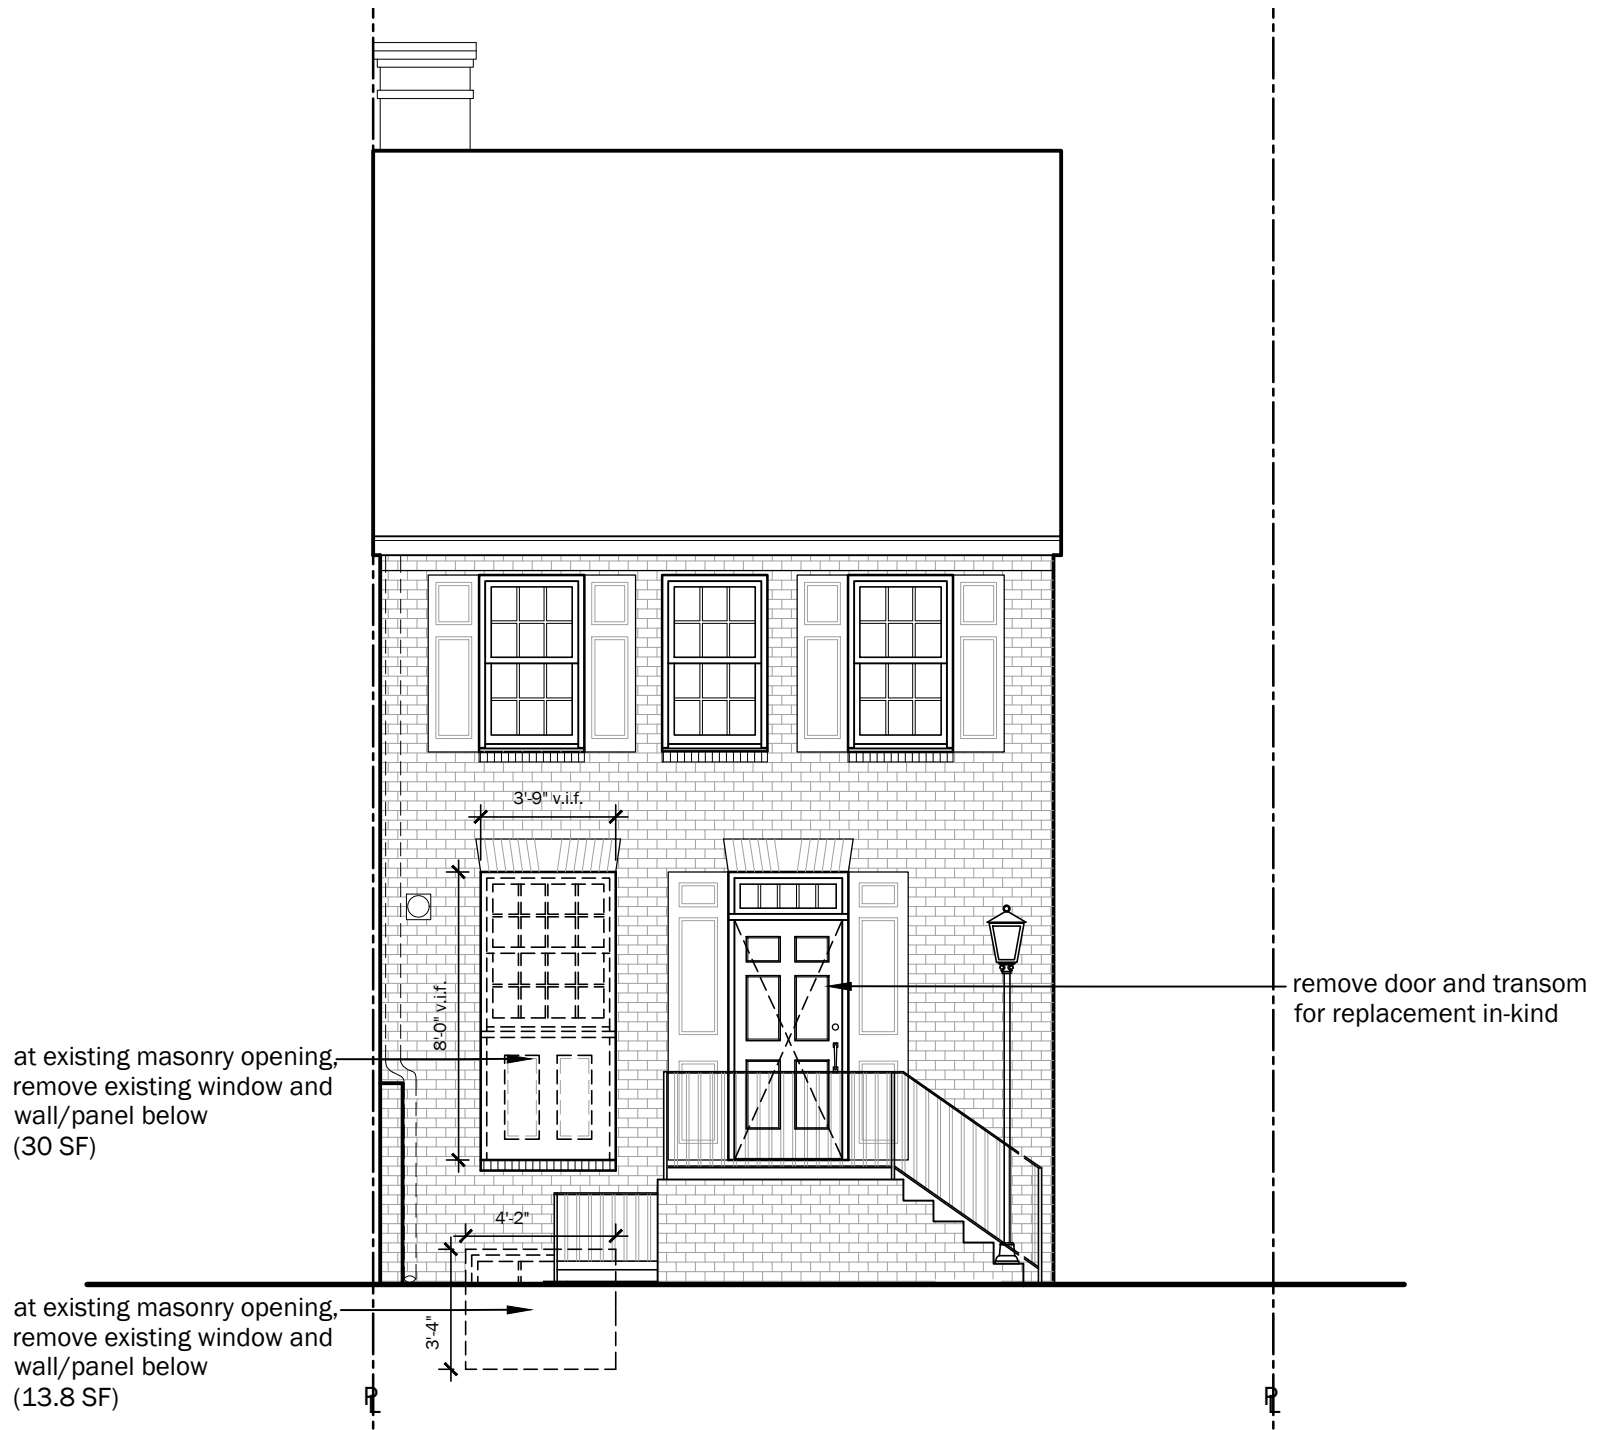 3'-9" v.i.f.
8'-0" v.i.f.
remove door and transom
for replacement in-kind
at existing masonry opening,
remove existing window and
wall/panel below
(30 SF)
4'-2"
at existing masonry opening,
remove existing window and
wall/panel below
(13.8 SF)
3'-4"
PL
PL